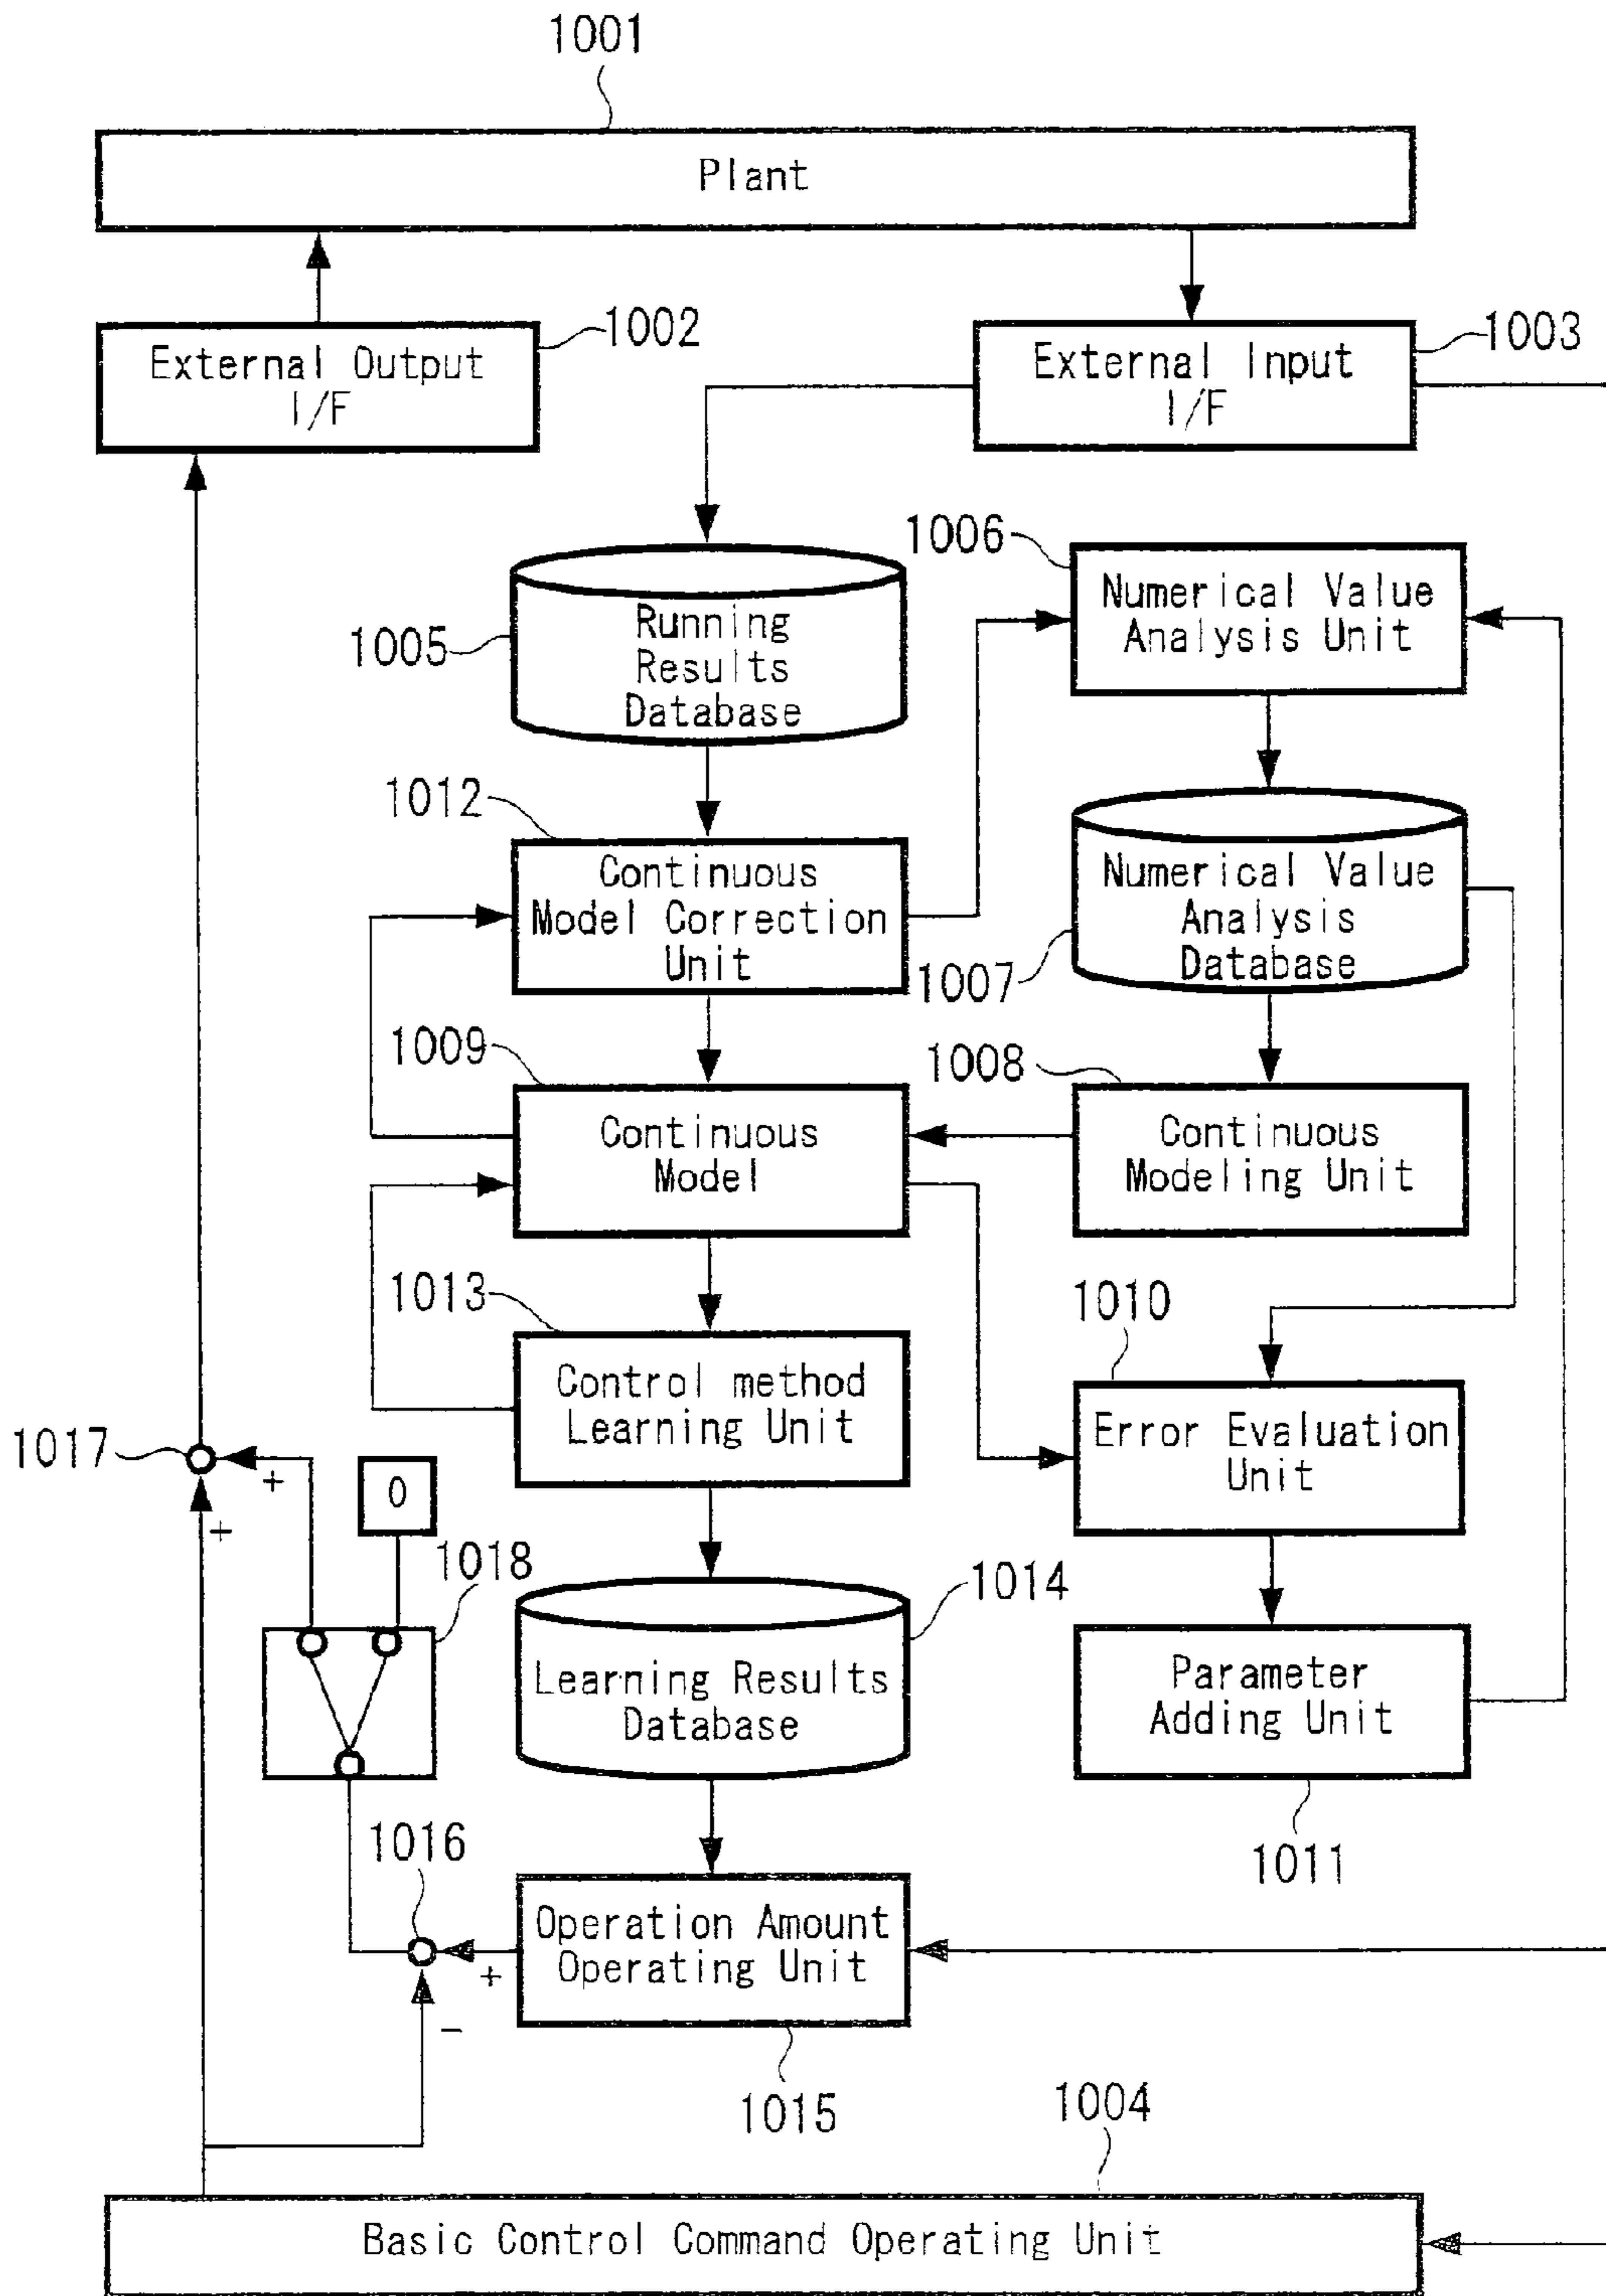 1001
Plant
1002
External Output
I/F
1003
External Input
I/F
1006
Numerical Value
Analysis Unit
1005
Running
Results
Database
1012
Continuous
Model Correction
Unit
Numerical Value
Analysis
Database
1007
1009
Continuous
Model
1008
Continuous
Modeling Unit
1013
Control method
Learning Unit
1010
Error Evaluation
Unit
1017
+
+
0
1018
1014
Learning Results
Database
Parameter
Adding Unit
1011
1016
+
-
Operation Amount
Operating Unit
1015
1004
Basic Control Command Operating Unit